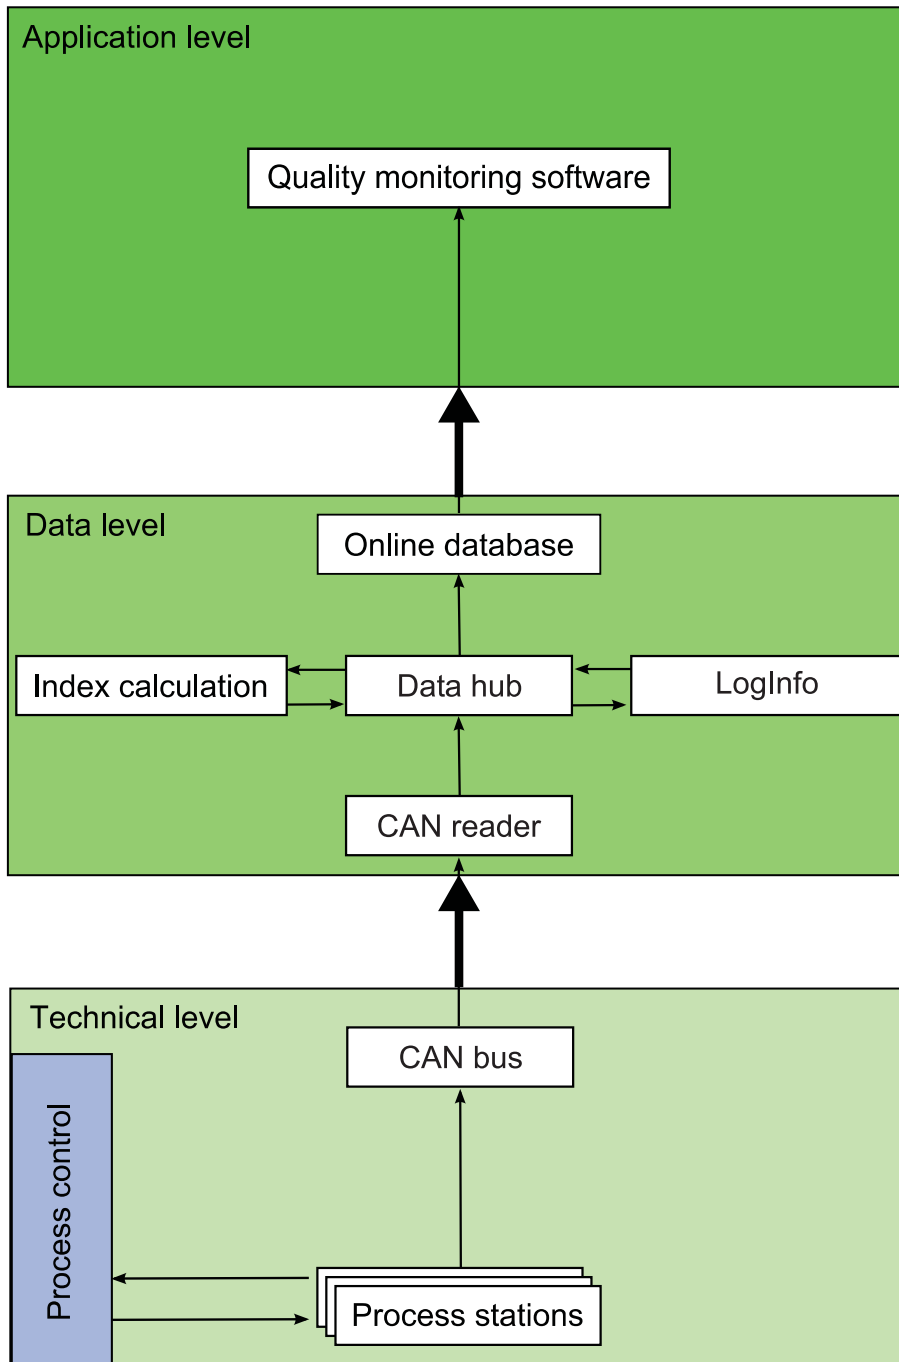 Application level
Quality monitoring software
Data level
Online database
Index calculation
Data hub
LogInfo
CAN reader
Technical level
CAN bus
Process control
Process stations